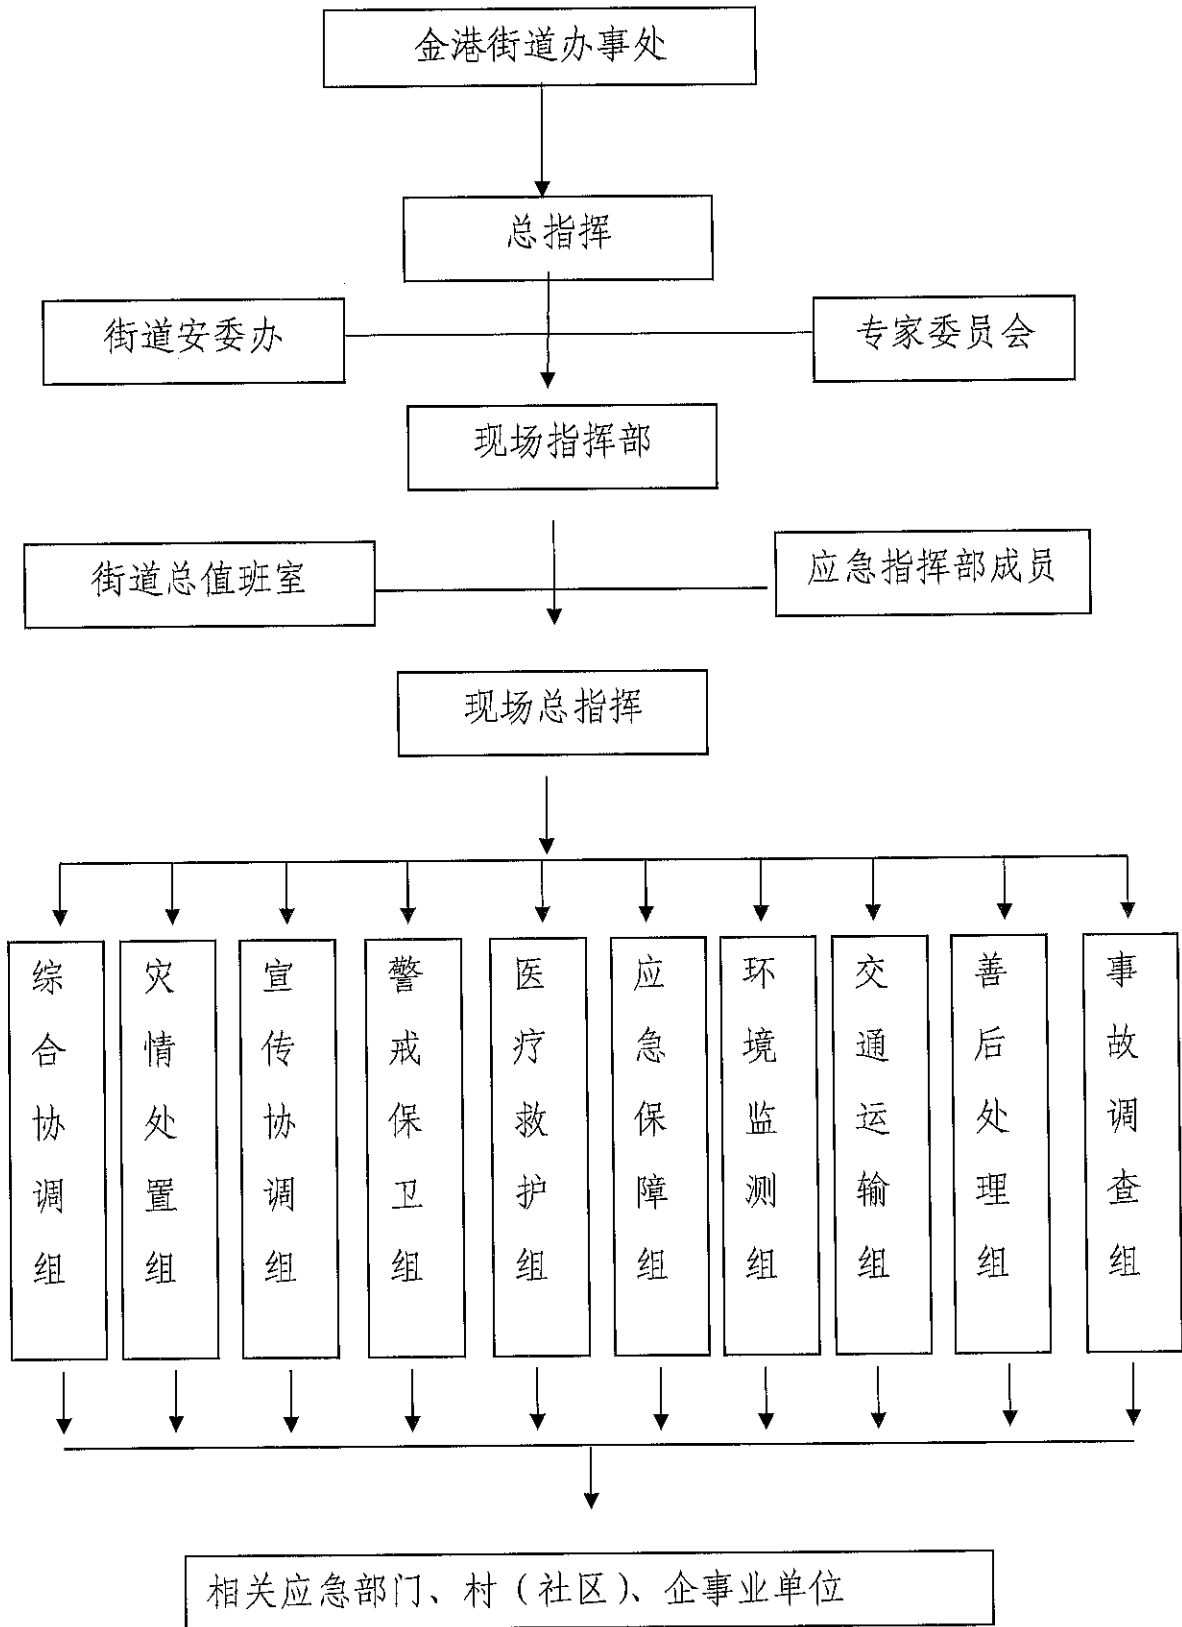 金港街道办事处
总指挥
街道安委办
专家委员会
现场指挥部
街道总值班室
应急指挥部成员
现场总指挥
综合协调组
灾情处置组
宣传协调组
警戒保卫组
医疗救护组
应急保障组
环境监测组
交通运输组
善后处理组
事故调查组
相关应急部门、村（社区）、企事业单位